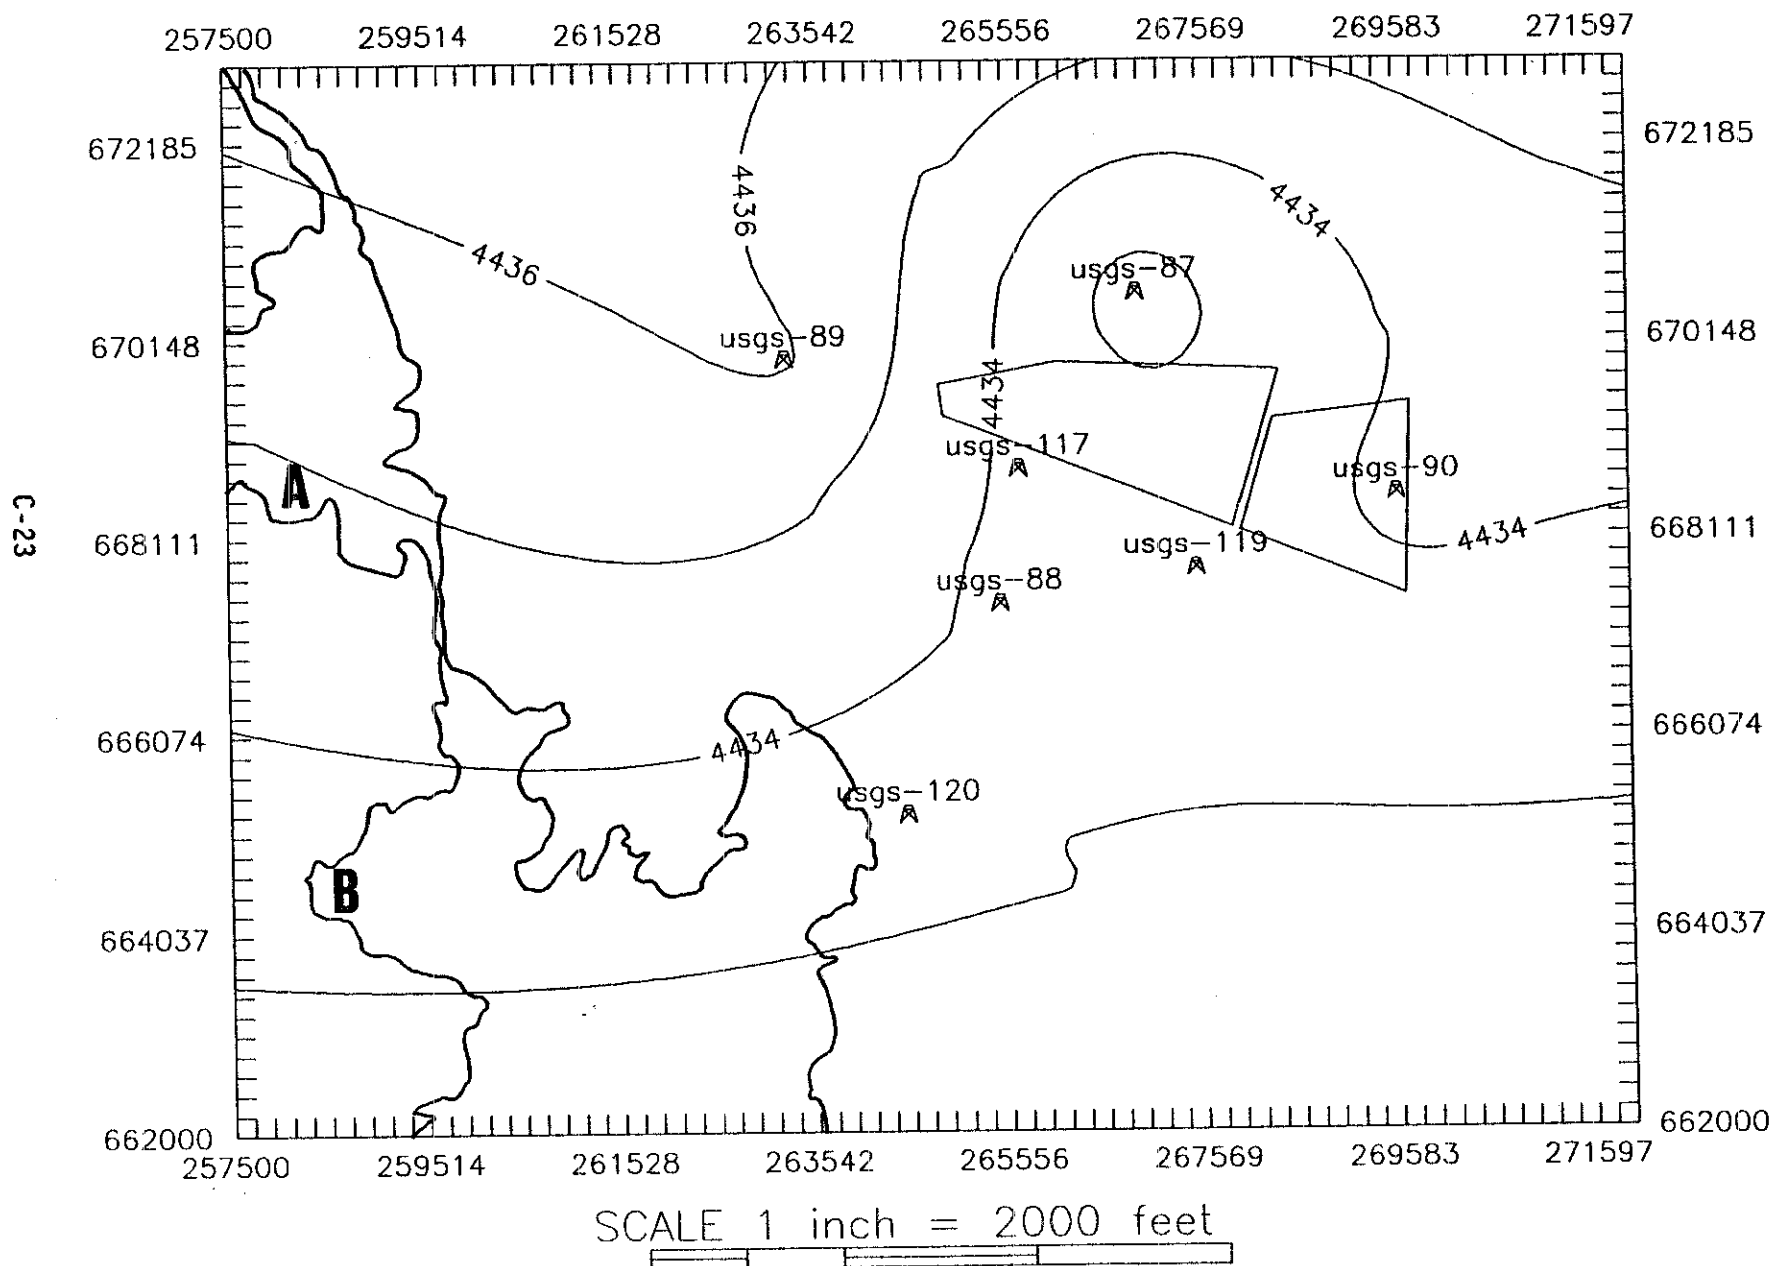 257500 259514 261528 263542 265556 267569 269583 271597
672185 672185
4436
4434
4436
usgs-87
usgs-89
670148 670148
4434
usgs-117
usgs-90
A
C-23
668111 668111
4434
usgs-119
usgs-88
666074 666074
4434
usgs-120
B
664037 664037
662000 662000
257500 259514 261528 263542 265556 267569 269583 271597
SCALE 1 inch = 2000 feet